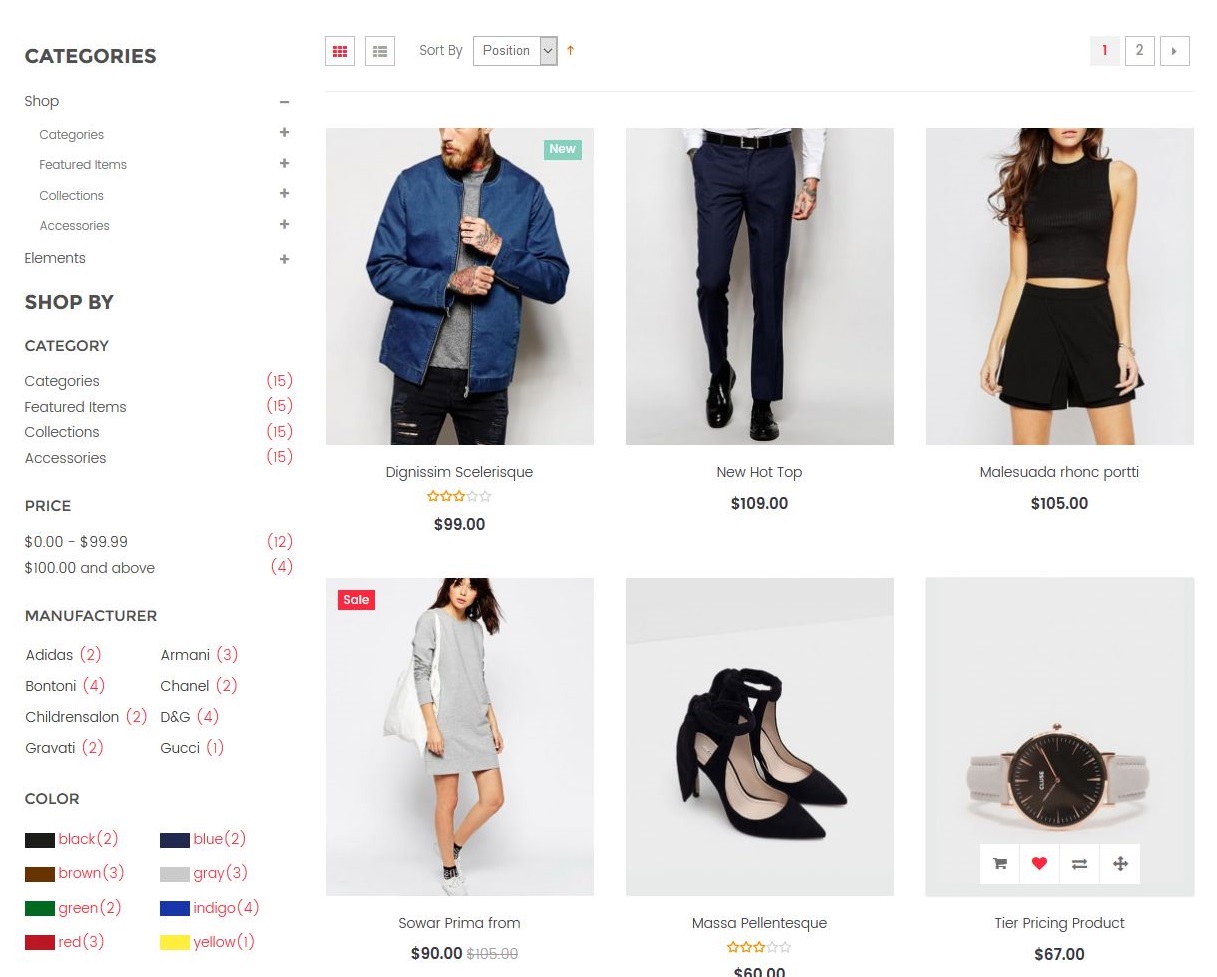 CATEGORIES
Shop
Categories
Featured Items
Collections
Accessories
Elements
SHOP BY
CATEGORY
Categories (15)
Featured Items (15)
Collections (15)
Accessories (15)
PRICE
$0.00 - $99.99 (12)
$100.00 and above (4)
MANUFACTURER
Adidas (2) Armani (3)
Bontoni (4) Chanel (2)
Childrensalon (2) D&G (4)
Gravati (2) Gucci (1)
COLOR
black(2) blue(2)
brown(3) gray(3)
green(2) indigo(4)
red(3) yellow(1)
Sort By Position
1 2
New
Dignissim Scelerisque
$99.00
New Hot Top
$109.00
Malesuada rhonc portti
$105.00
Sale
Sowar Prima from
$90.00 $105.00
Massa Pellentesque
$60.00
CLUSE
Tier Pricing Product
$67.00